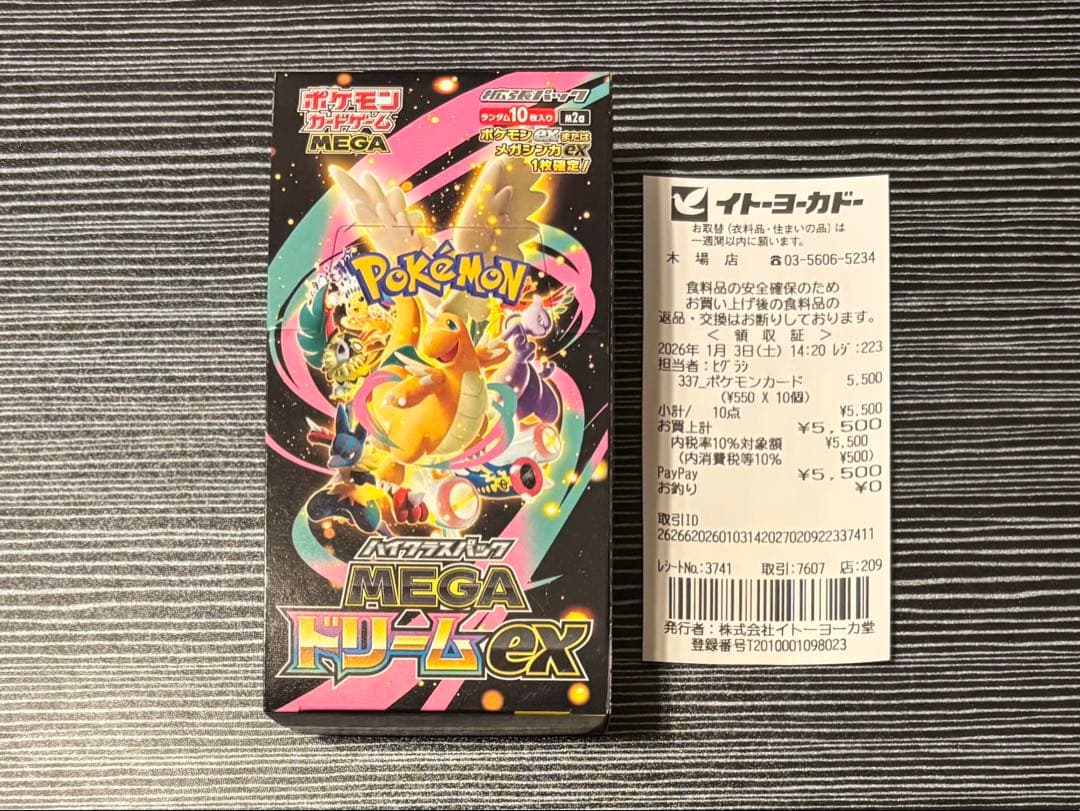 ポケモン
カードゲーム
MEGA
拡張パック
ランダム10枚入り M2a
ポケモンexまたは
メガシンカex
1枚確定!
POKéMON
ハイクラスパック
MEGA
ドリームex
イトーヨーカドー
お取替(衣料品・住まいの品)は
一週間以内に願います。
木場店 ☎03-5606-5234
食料品の安全確保のため
お買い上げ後の食料品の
返品・交換はお断りしております。
< 領収証 >
2026年 1月 3日(土) 14:20 レジ:223
担当者:ヒグラシ
337_ポケモンカード 5,500
(¥550 X 10個)
小計/ 10点 ¥5,500
お買上計 ¥5,500
内税率10%対象額 ¥5,500
(内消費税等10% ¥500)
PayPay ¥5,500
お釣り ¥0
取引ID
2626620260103142027020922337411
レシートNo.:3741 取引:7607 店:209
発行者:株式会社イトーヨーカ堂
登録番号T2010001098023